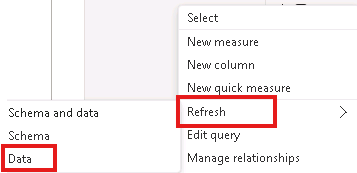 Select
New measure
New column
New quick measure
Refresh
Edit query
Manage relationships
Schema and data
Schema
Data